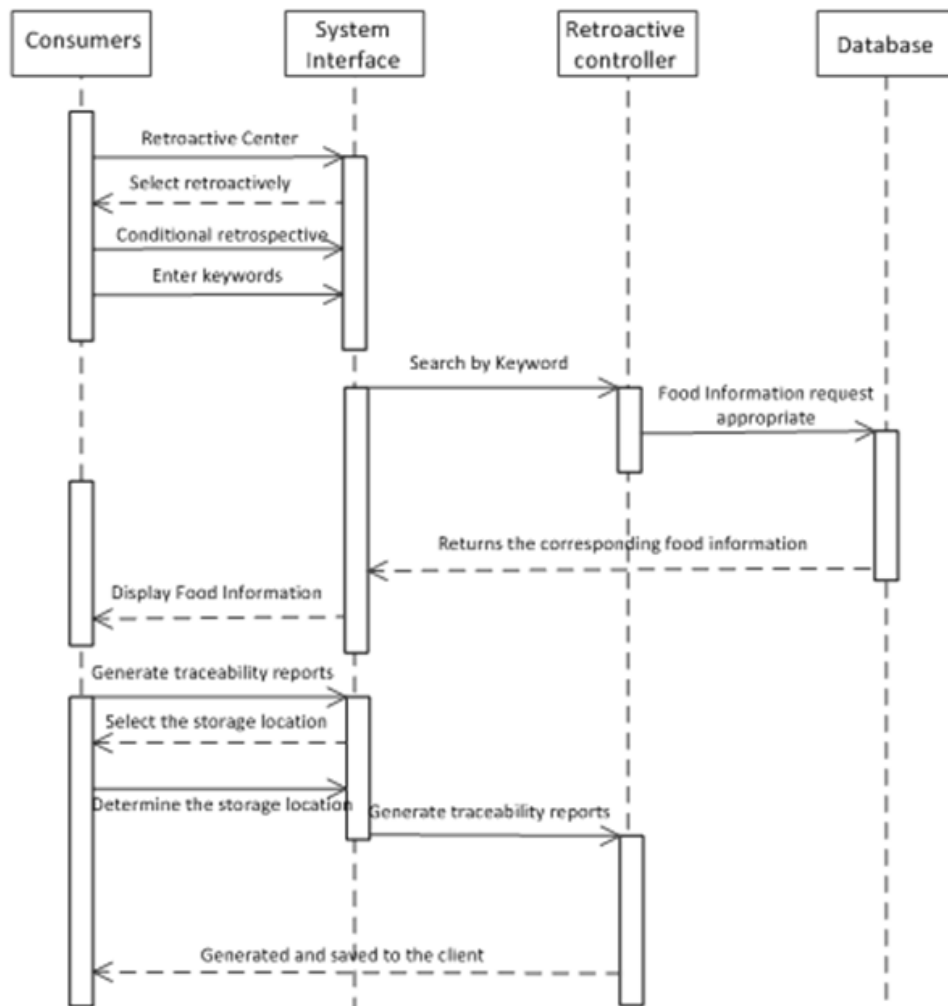 Consumers
System
Interface
Retroactive
controller
Database
Retroactive Center
Select retroactively
Conditional retrospective
Enter keywords
Search by Keyword
Food Information request
appropriate
Returns the corresponding food information
Display Food Information
Generate traceability reports
Select the storage location
Determine the storage location
Generate traceability reports
Generated and saved to the client